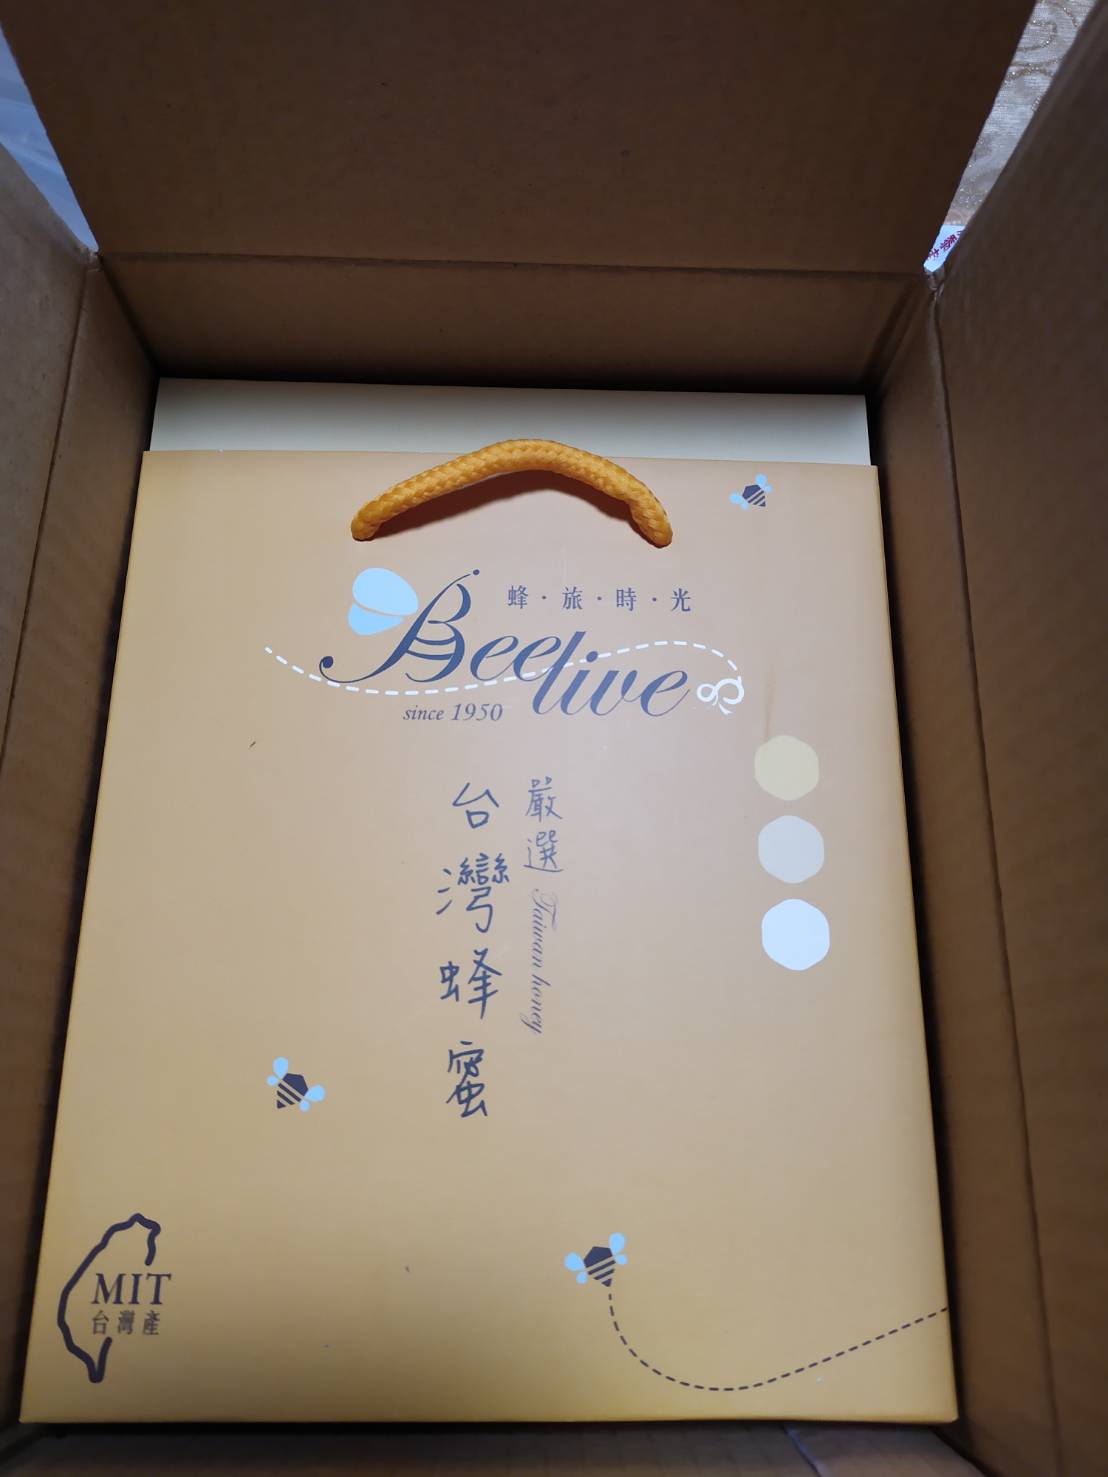 蜂·旅·時·光
Beelive
since 1950
嚴選 Taiwan honey
台灣蜂蜜
MIT
台灣產